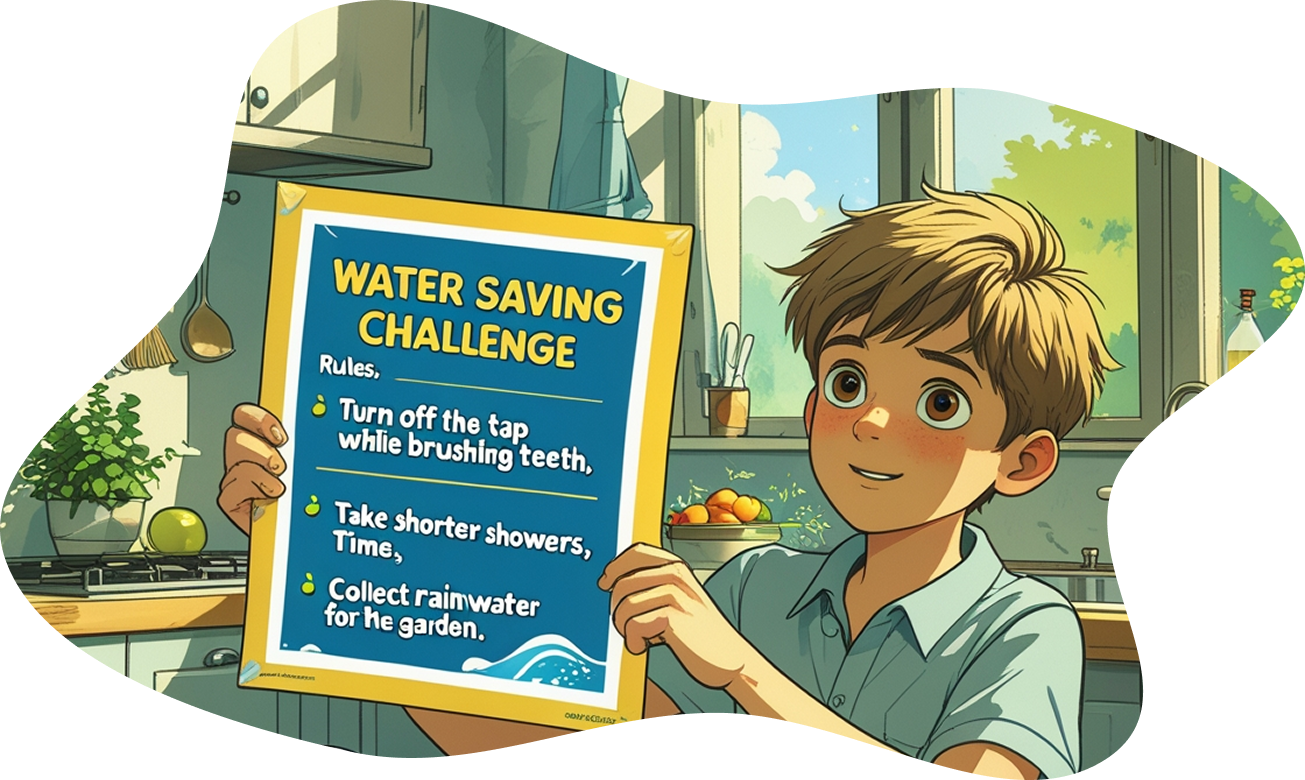 WATER SAVING
CHALLENGE
Rules,
Turn off the tap
while brushing teeth,
Take shorter showers,
Time,
Collect rainwater
for he garden.